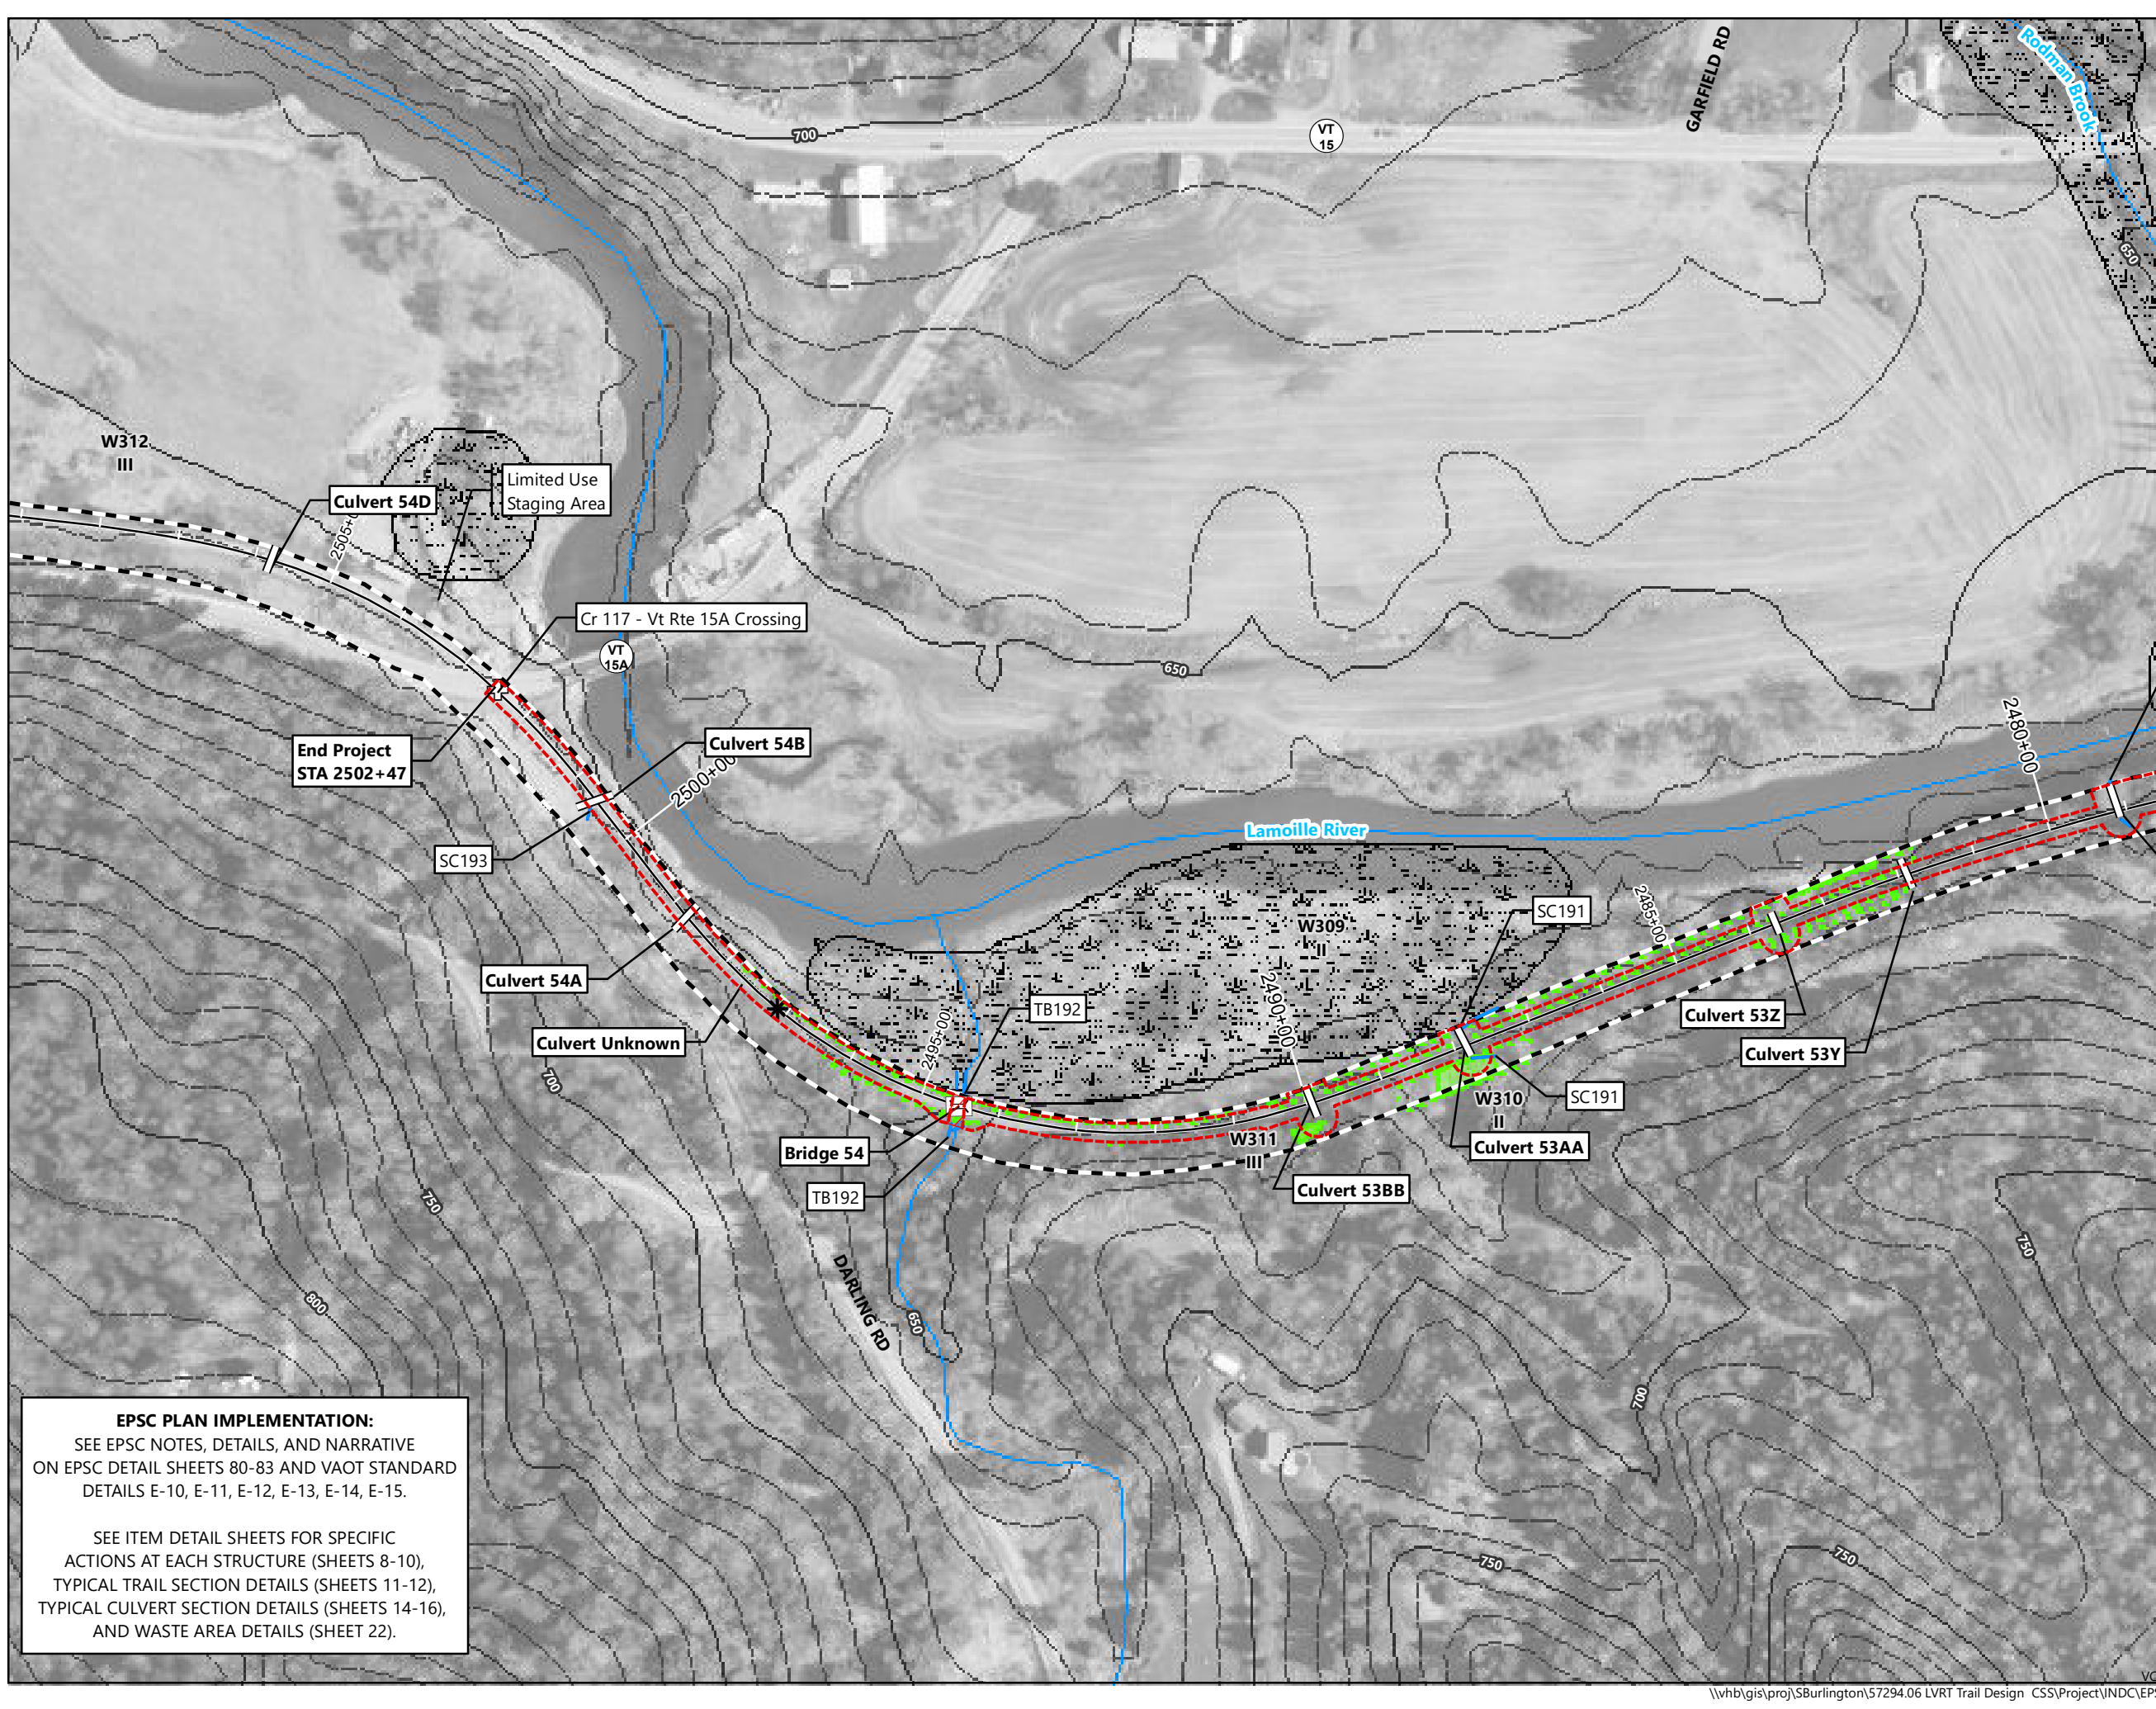 Rodman Brook
GARFIELD RD
700
VT
15
650
W312
III
Limited Use
Staging Area
Culvert 54D
Cr 117 - Vt Rte 15A Crossing
VT
15A
650
End Project
STA 2502+47
Culvert 54B
2500+00
2480+00
Lamoille River
SC193
SC191
W309
II
2485+00
Culvert 54A
2490+00
TB192
Culvert 53Z
Culvert Unknown
2495+00
Culvert 53Y
700
SC191
W310
II
Bridge 54
W311
III
Culvert 53AA
TB192
Culvert 53BB
750
DARLING RD
750
800
650
700
750
750
EPSC PLAN IMPLEMENTATION:
SEE EPSC NOTES, DETAILS, AND NARRATIVE
ON EPSC DETAIL SHEETS 80-83 AND VAOT STANDARD
DETAILS E-10, E-11, E-12, E-13, E-14, E-15.
SEE ITEM DETAIL SHEETS FOR SPECIFIC
ACTIONS AT EACH STRUCTURE (SHEETS 8-10),
TYPICAL TRAIL SECTION DETAILS (SHEETS 11-12),
TYPICAL CULVERT SECTION DETAILS (SHEETS 14-16),
AND WASTE AREA DETAILS (SHEET 22).
\\vhb\gis\proj\SBurlington\57294.06 LVRT Trail Design CSS\Project\INDC\EPS